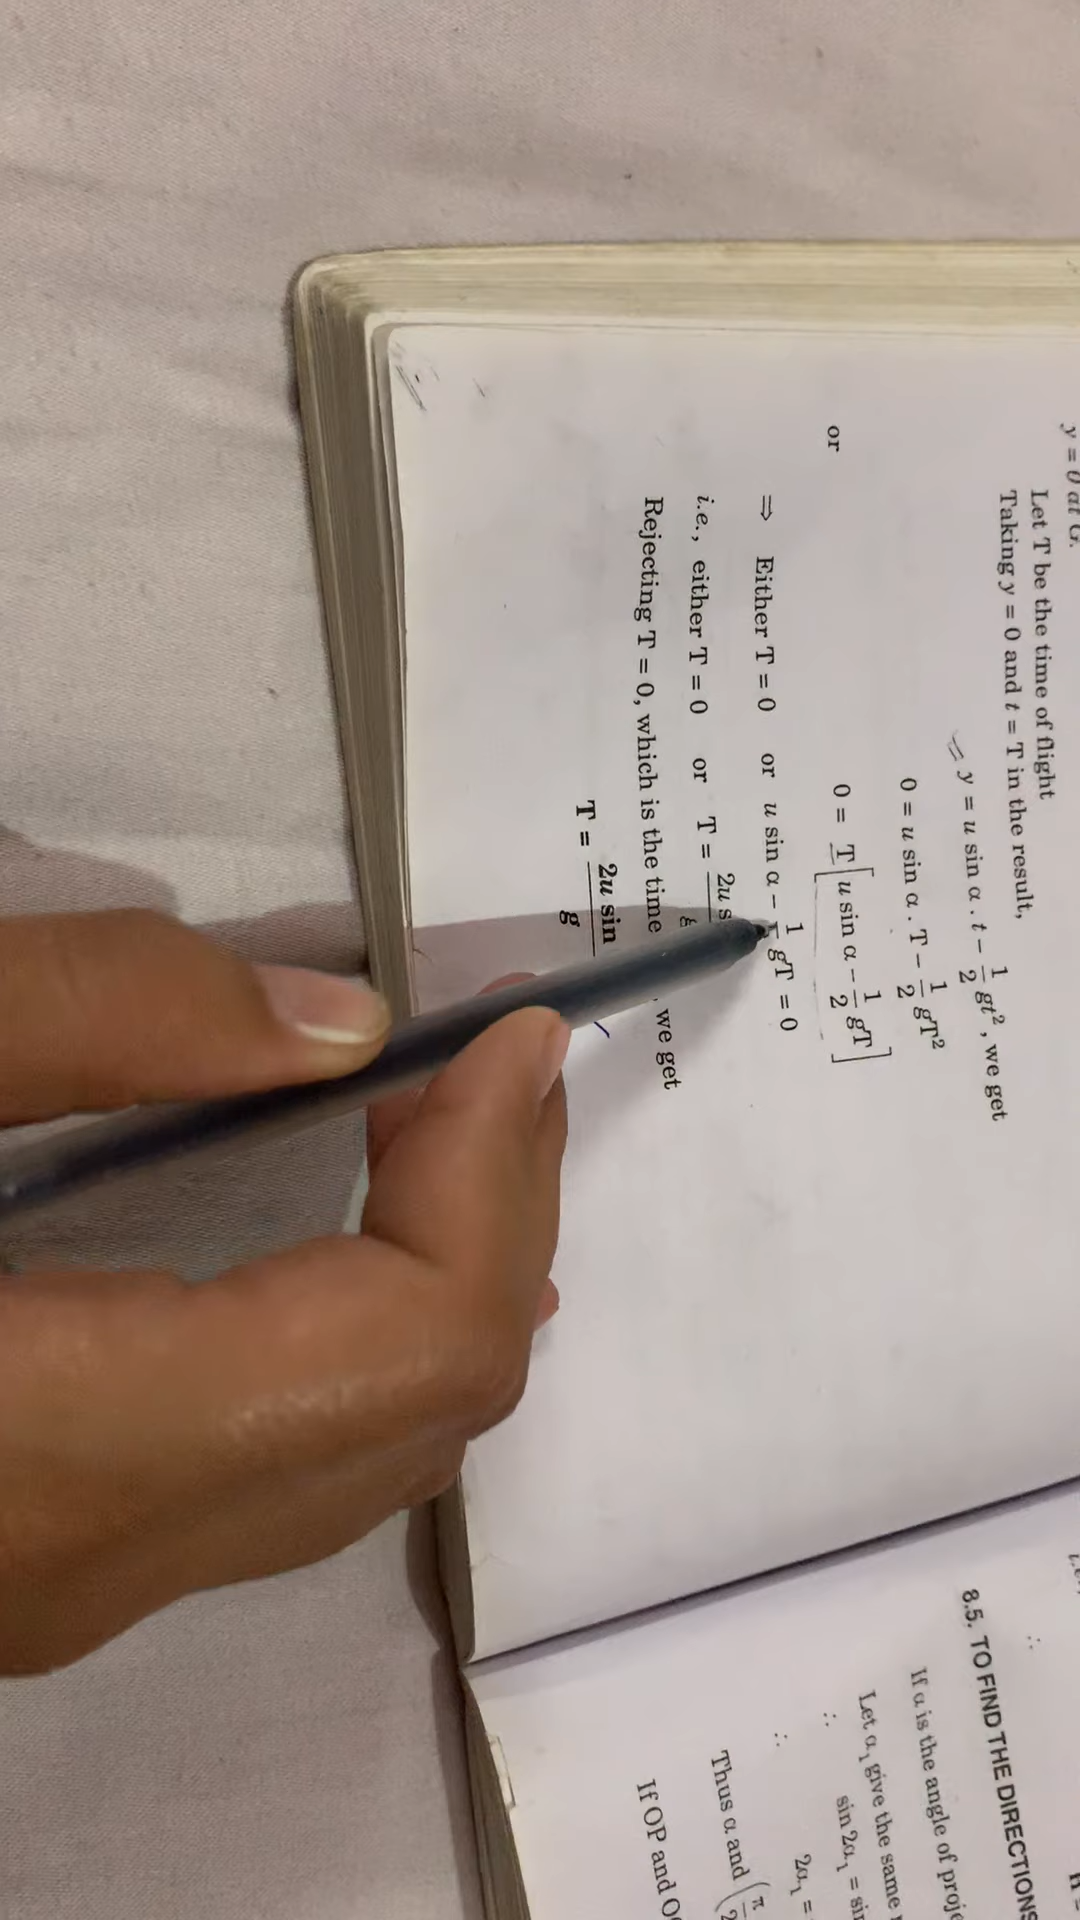 y = 0 at G.
Let T be the time of flight
Taking y = 0 and t = T in the result,
y = u sin α . t − 1/2 gt², we get
0 = u sin α . T − 1/2 gT²
or 0 = T [u sin α − 1/2 gT]
⇒ Either T = 0 or u sin α − 1 gT = 0
i.e., either T = 0 or T = 2u s / g
Rejecting T = 0, which is the time , we get
T = 2u sin / g
8.5. TO FIND THE DIRECTIONS
If α is the angle of
Let α₁ give the same
∴ sin 2α₁ =
∴ 2α₁ =
Thus α and (π/2
If OP and